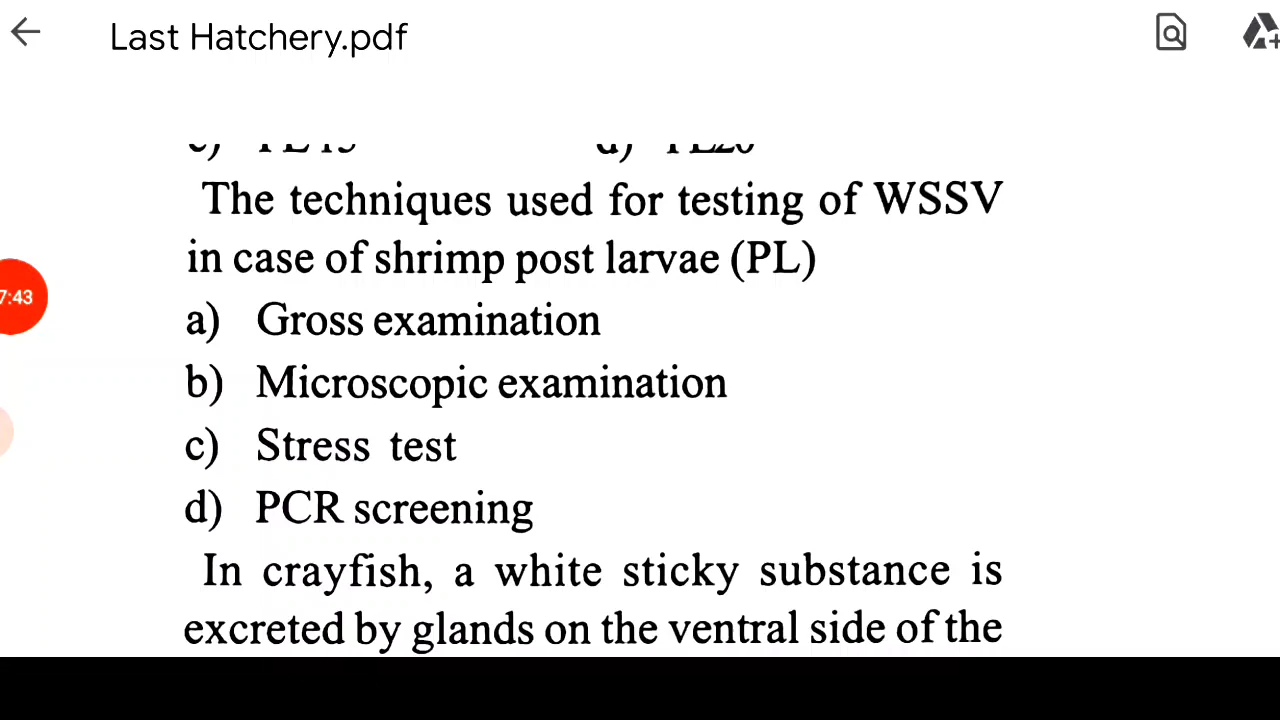 Last Hatchery.pdf
The techniques used for testing of WSSV
in case of shrimp post larvae (PL)
7:43
a) Gross examination
b) Microscopic examination
c) Stress test
d) PCR screening
In crayfish, a white sticky substance is
excreted by glands on the ventral side of the